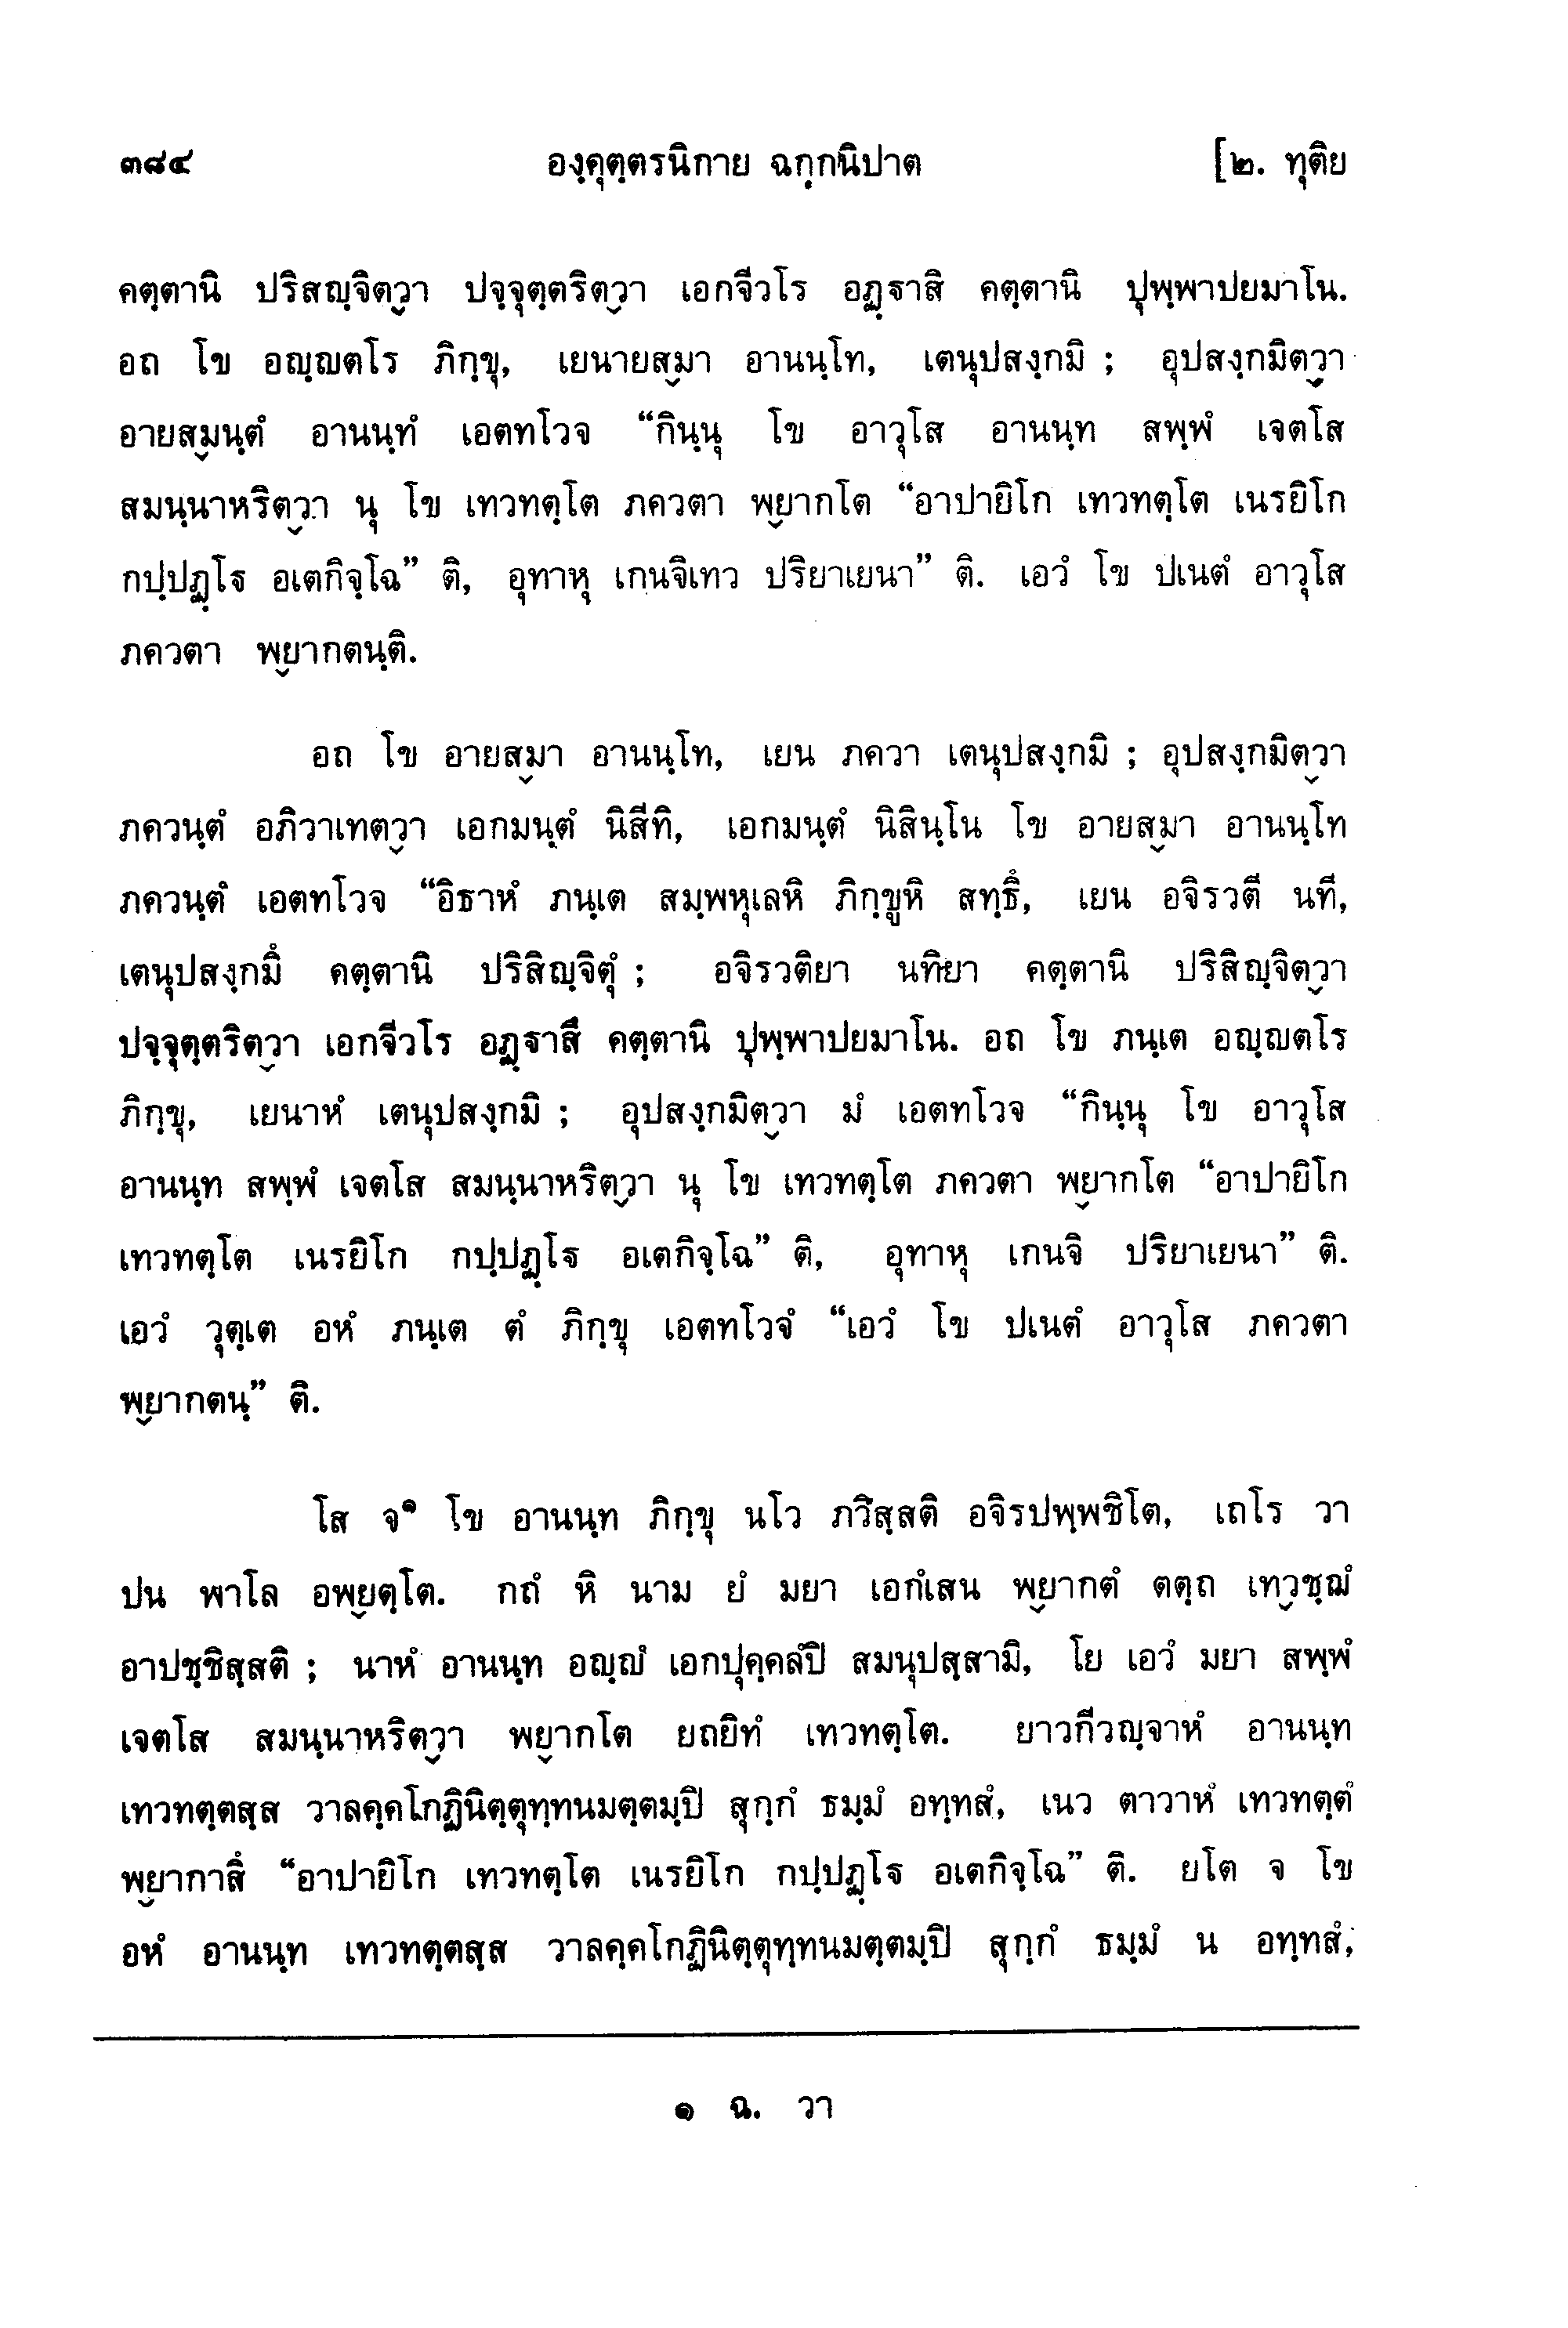 ๓๘๔ องฺคุตฺตรนิกาย ฉกฺกนิปาต [๒. ทุติย
คตฺตานิ ปริสญฺจิตฺวา ปจฺจุตฺตริตฺวา เอกจีวโร อฏฺฐาสิ คตฺตานิ ปุพฺพาปยมาโน.
อถ โข อญฺญตโร ภิกฺขุ, เยนายสฺมา อานนฺโท, เตนุปสงฺกมิ ; อุปสงฺกมิตฺวา
อายสฺมนฺตํ อานนฺทํ เอตทโวจ “กินฺนุ โข อาวุโส อานนฺท สพฺพํ เจตโส
สมนฺนาหริตฺวา นุ โข เทวทตฺโต ภควตา พฺยากโต “อาปายิโก เทวทตฺโต เนรยิโก
กปฺปฏฺโฐ อเตกิจฺโฉ” ติ, อุทาหุ เกนจิเทว ปริยาเยนา” ติ. เอวํ โข ปเนตํ อาวุโส
ภควตา พฺยากตนฺติ.
อถ โข อายสฺมา อานนฺโท, เยน ภควา เตนุปสงฺกมิ ; อุปสงฺกมิตฺวา
ภควนฺตํ อภิวาเทตฺวา เอกมนฺตํ นิสีทิ, เอกมนฺตํ นิสินฺโน โข อายสฺมา อานนฺโท
ภควนฺตํ เอตทโวจ “อิธาหํ ภนฺเต สมฺพหุเลหิ ภิกฺขูหิ สทฺธึ, เยน อจิรวตี นที,
เตนุปสงฺกมึ คตฺตานิ ปริสิญฺจิตุํ ; อจิรวติยา นทิยา คตฺตานิ ปริสิญฺจิตฺวา
ปจฺจุตฺตริตฺวา เอกจีวโร อฏฺฐาสึ คตฺตานิ ปุพฺพาปยมาโน. อถ โข ภนฺเต อญฺญตโร
ภิกฺขุ, เยนาหํ เตนุปสงฺกมิ ; อุปสงฺกมิตฺวา มํ เอตทโวจ “กินฺนุ โข อาวุโส
อานนฺท สพฺพํ เจตโส สมนฺนาหริตฺวา นุ โข เทวทตฺโต ภควตา พฺยากโต “อาปายิโก
เทวทตฺโต เนรยิโก กปฺปฏฺโฐ อเตกิจฺโฉ” ติ, อุทาหุ เกนจิ ปริยาเยนา” ติ.
เอวํ วุตฺเต อหํ ภนฺเต ตํ ภิกฺขุ เอตทโวจํ “เอวํ โข ปเนตํ อาวุโส ภควตา
พฺยากตนฺ” ติ.
โส จ๑ โข อานนฺท ภิกฺขุ นโว ภวิสฺสติ อจิรปพฺพชิโต, เถโร วา
ปน พาโล อพฺยตฺโต. กถํ หิ นาม ยํ มยา เอกํเสน พฺยากตํ ตตฺถ เทฺวชฺฌํ
อาปชฺชิสฺสติ ; นาหํ อานนฺท อญฺญํ เอกปุคฺคลํปิ สมนุปสฺสามิ, โย เอวํ มยา สพฺพํ
เจตโส สมนฺนาหริตฺวา พฺยากโต ยถยิทํ เทวทตฺโต. ยาวกีวญฺจาหํ อานนฺท
เทวทตฺตสฺส วาลคฺคโกฏินิตฺตุทฺทนมตฺตมฺปิ สุกฺกํ ธมฺมํ อทฺทสํ, เนว ตาวาหํ เทวทตฺตํ
พฺยากาสึ “อาปายิโก เทวทตฺโต เนรยิโก กปฺปฏฺโฐ อเตกิจฺโฉ” ติ. ยโต จ โข
อหํ อานนฺท เทวทตฺตสฺส วาลคฺคโกฏินิตฺตุทฺทนมตฺตมฺปิ สุกฺกํ ธมฺมํ น อทฺทสํ,
๑ ฉ. วา